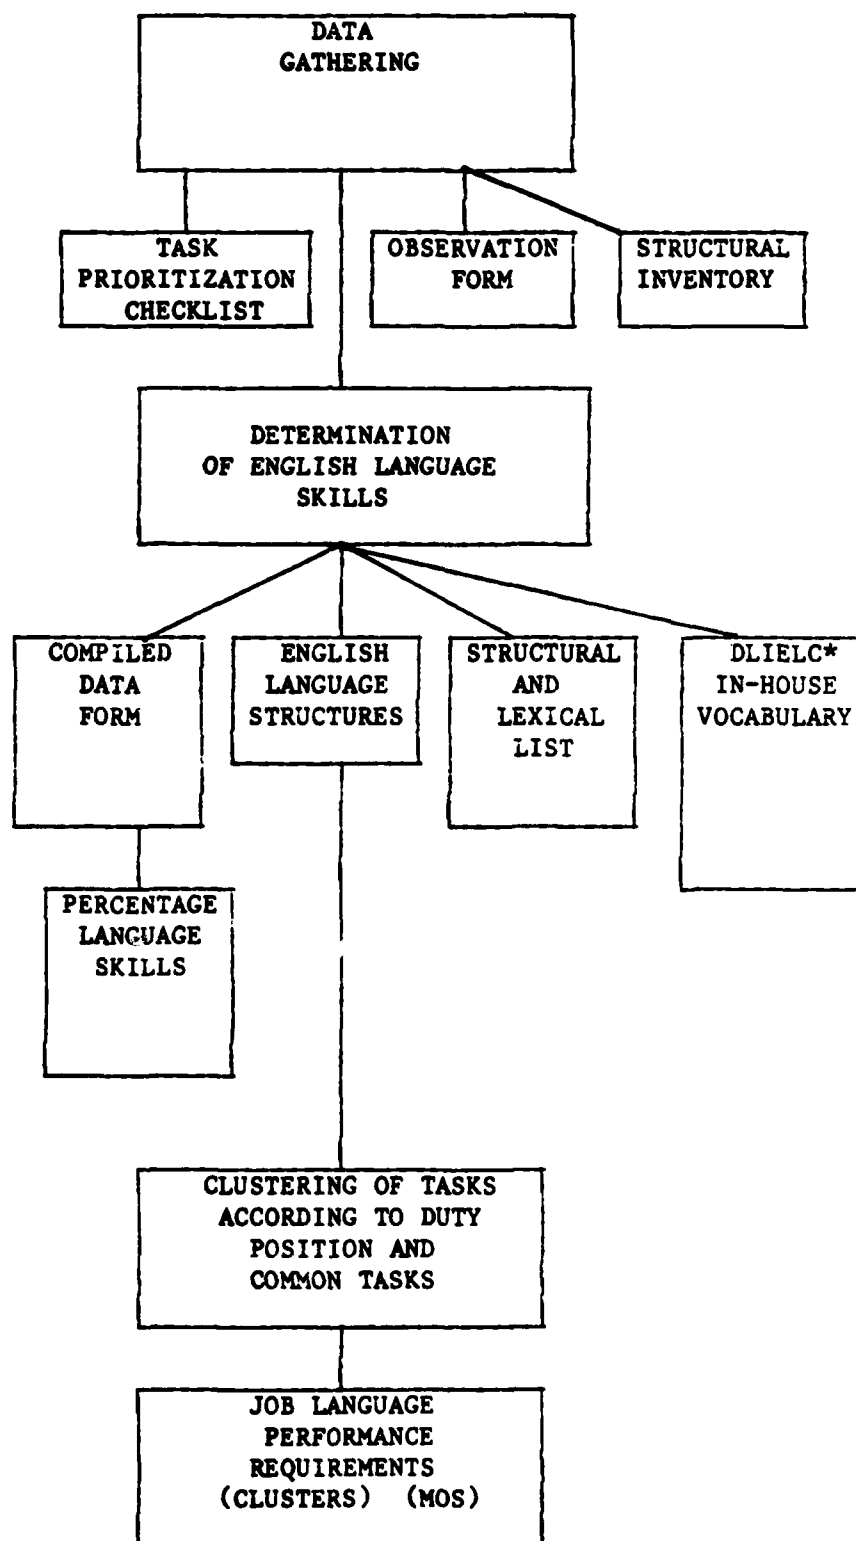 DATA
GATHERING
TASK
PRIORITIZATION
CHECKLIST
OBSERVATION
FORM
STRUCTURAL
INVENTORY
DETERMINATION
OF ENGLISH LANGUAGE
SKILLS
COMPILED
DATA
FORM
ENGLISH
LANGUAGE
STRUCTURES
STRUCTURAL
AND
LEXICAL
LIST
DLIELC*
IN-HOUSE
VOCABULARY
PERCENTAGE
LANGUAGE
SKILLS
CLUSTERING OF TASKS
ACCORDING TO DUTY
POSITION AND
COMMON TASKS
JOB LANGUAGE
PERFORMANCE
REQUIREMENTS
(CLUSTERS) (MOS)